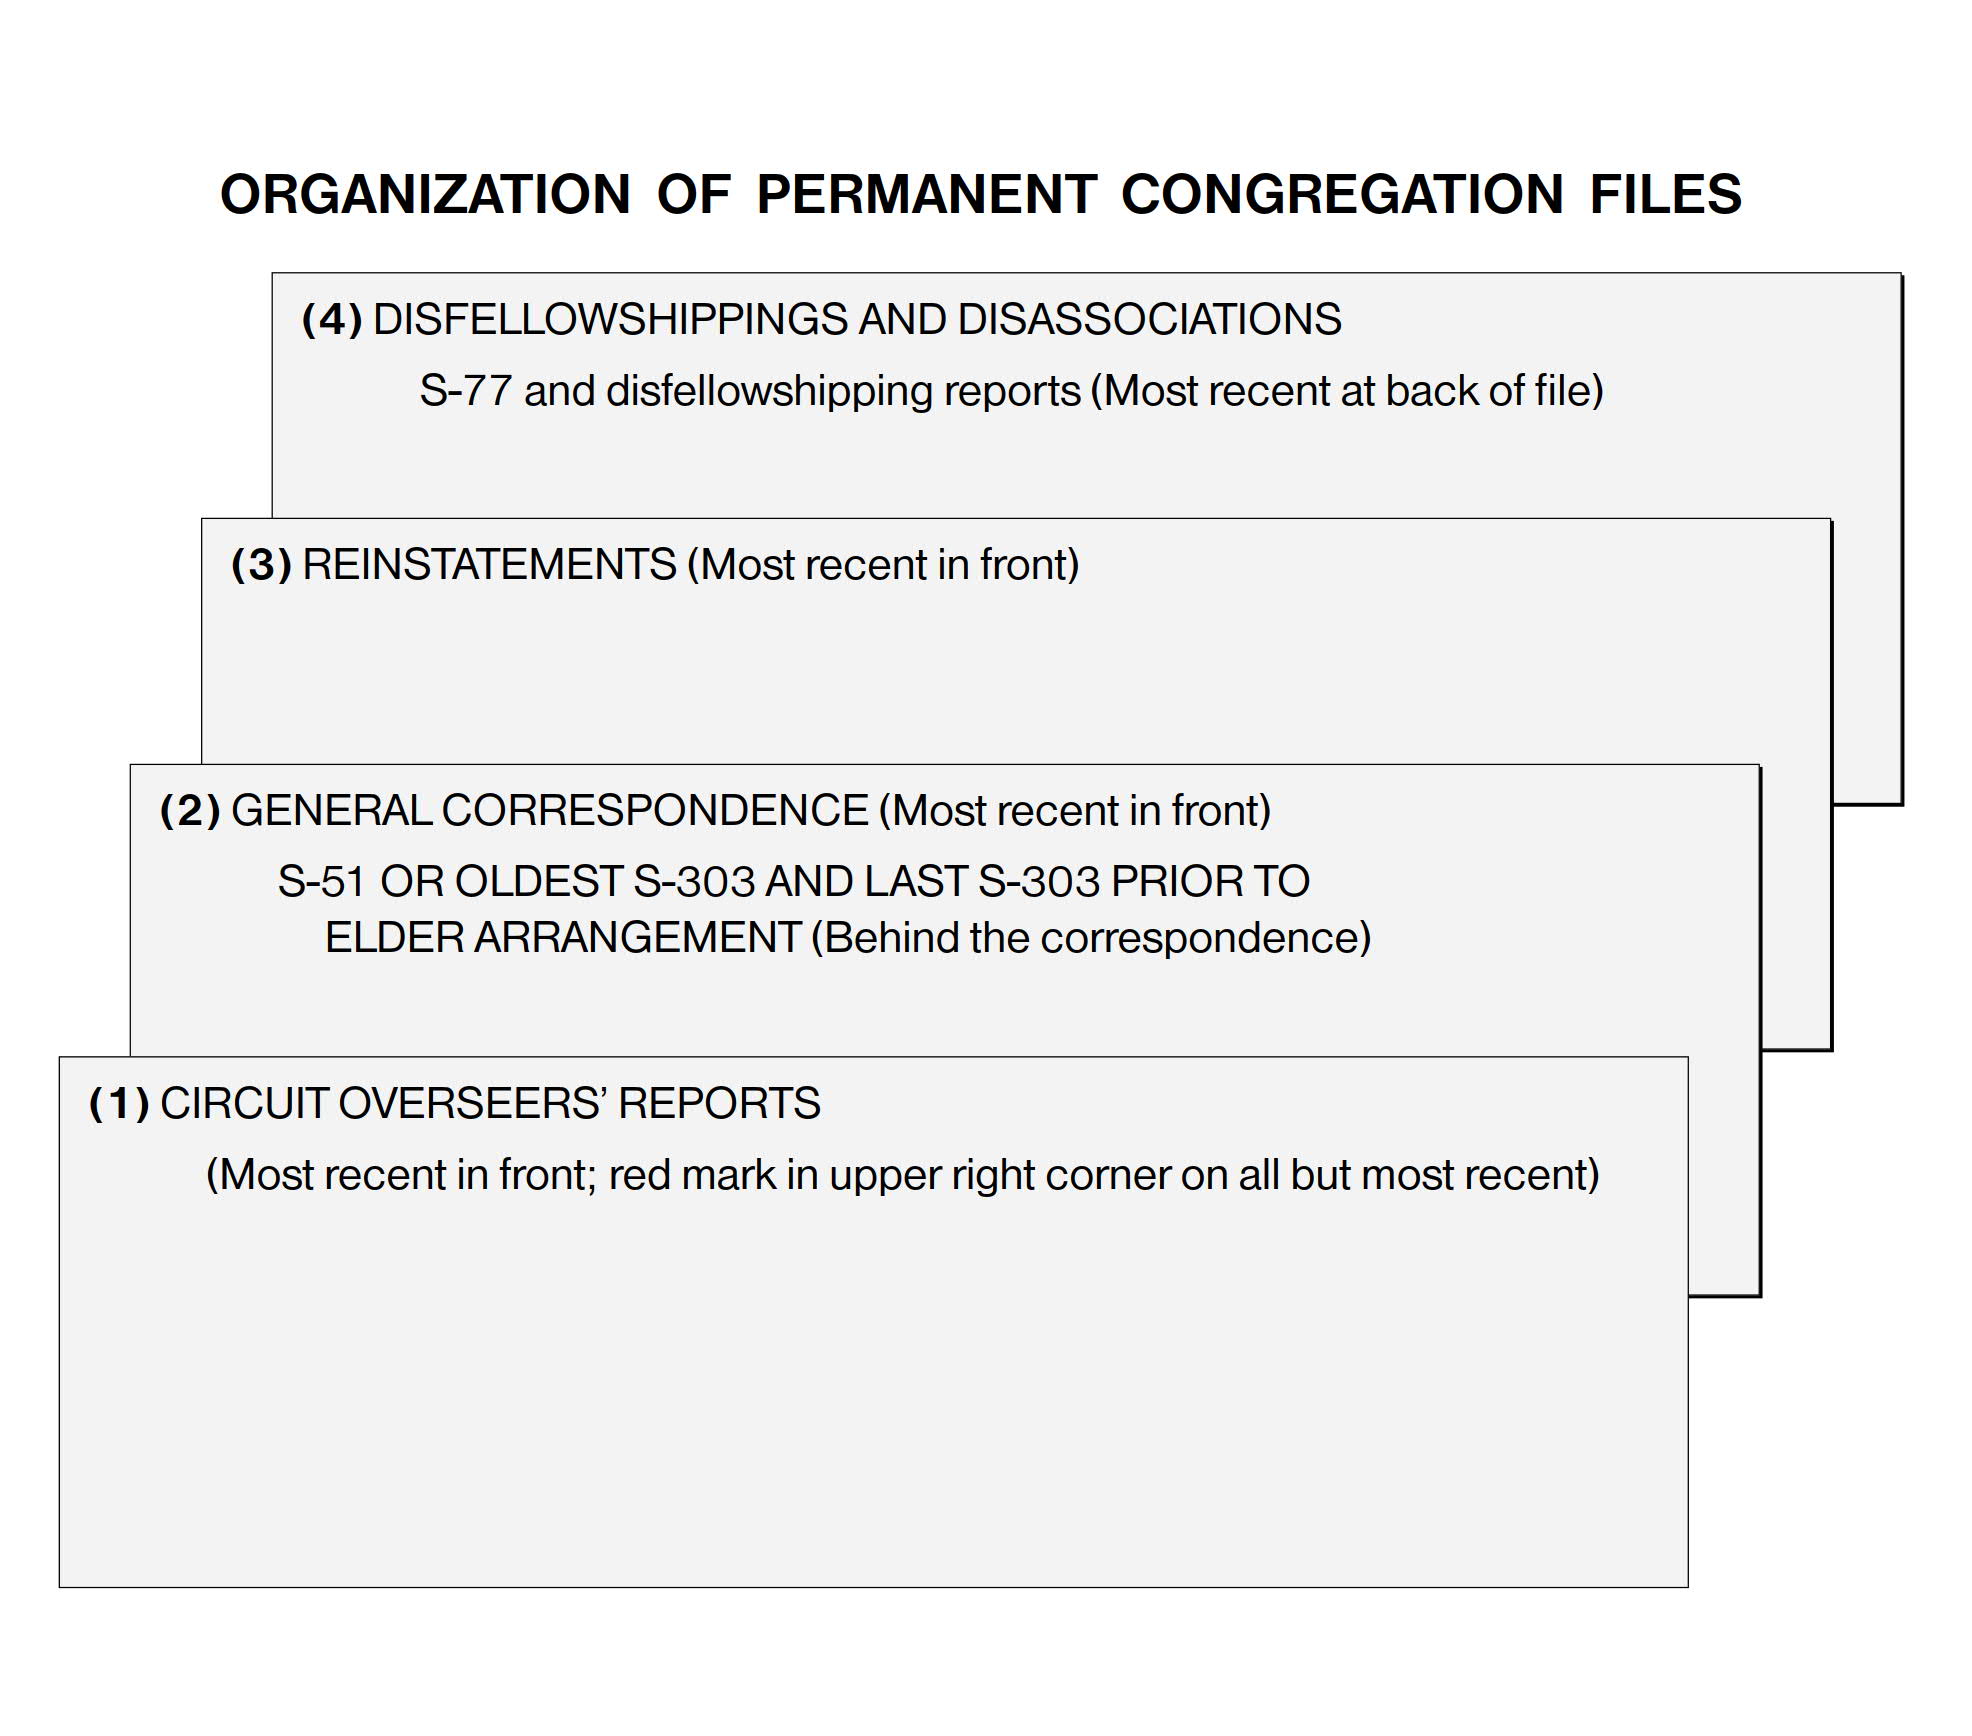 ORGANIZATION OF PERMANENT CONGREGATION FILES
(4) DISFELLOWSHIPPINGS AND DISASSOCIATIONS
S-77 and disfellowshipping reports (Most recent at back of file)
(3) REINSTATEMENTS (Most recent in front)
(2) GENERAL CORRESPONDENCE (Most recent in front)
S-51 OR OLDEST S-303 AND LAST S-303 PRIOR TO
ELDER ARRANGEMENT (Behind the correspondence)
(1) CIRCUIT OVERSEERS’ REPORTS
(Most recent in front; red mark in upper right corner on all but most recent)